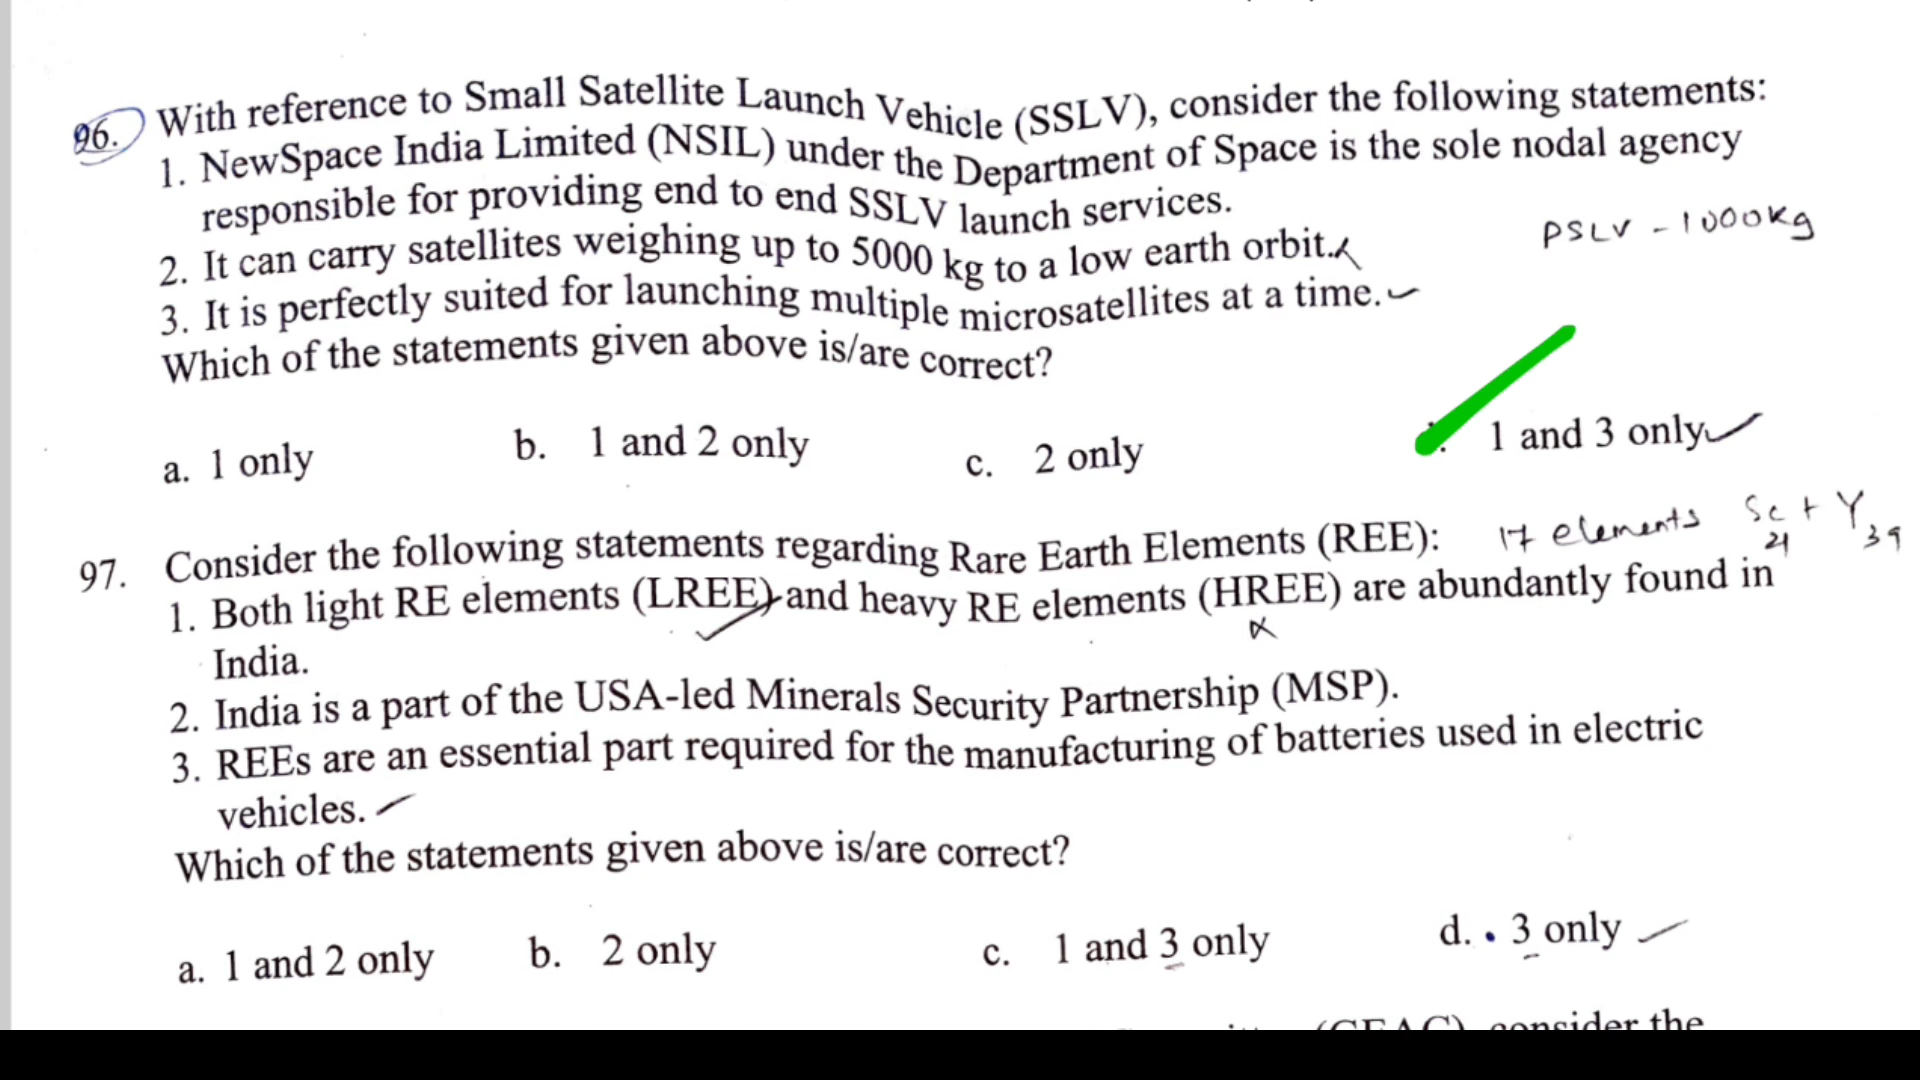 96. With reference to Small Satellite Launch Vehicle (SSLV), consider the following statements:
1. NewSpace India Limited (NSIL) under the Department of Space is the sole nodal agency
responsible for providing end to end SSLV launch services.
PSLV - 1000kg
2. It can carry satellites weighing up to 5000 kg to a low earth orbit.
3. It is perfectly suited for launching multiple microsatellites at a time.
Which of the statements given above is/are correct?
a. 1 only b. 1 and 2 only c. 2 only 1 and 3 only
17 elements Sc + Y
21 39
97. Consider the following statements regarding Rare Earth Elements (REE):
1. Both light RE elements (LREE) and heavy RE elements (HREE) are abundantly found in
India.
2. India is a part of the USA-led Minerals Security Partnership (MSP).
3. REEs are an essential part required for the manufacturing of batteries used in electric
vehicles.
Which of the statements given above is/are correct?
a. 1 and 2 only b. 2 only c. 1 and 3 only d. 3 only
consider the